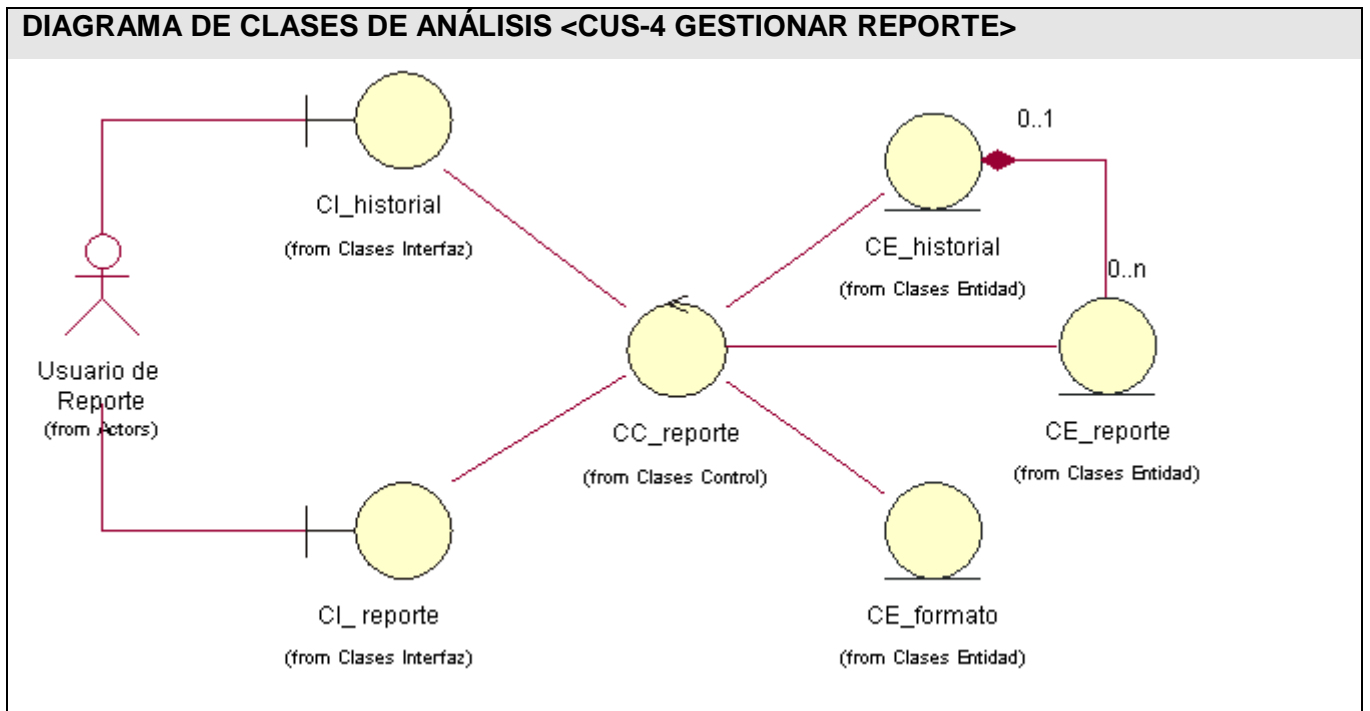 DIAGRAMA DE CLASES DE ANÁLISIS <CUS-4 GESTIONAR REPORTE>
CI_historial
(from Clases Interfaz)
0..1
CE_historial
(from Clases Entidad)
0..n
Usuario de
Reporte
(from Actors)
CC_reporte
(from Clases Control)
CE_reporte
(from Clases Entidad)
CI_ reporte
(from Clases Interfaz)
CE_formato
(from Clases Entidad)